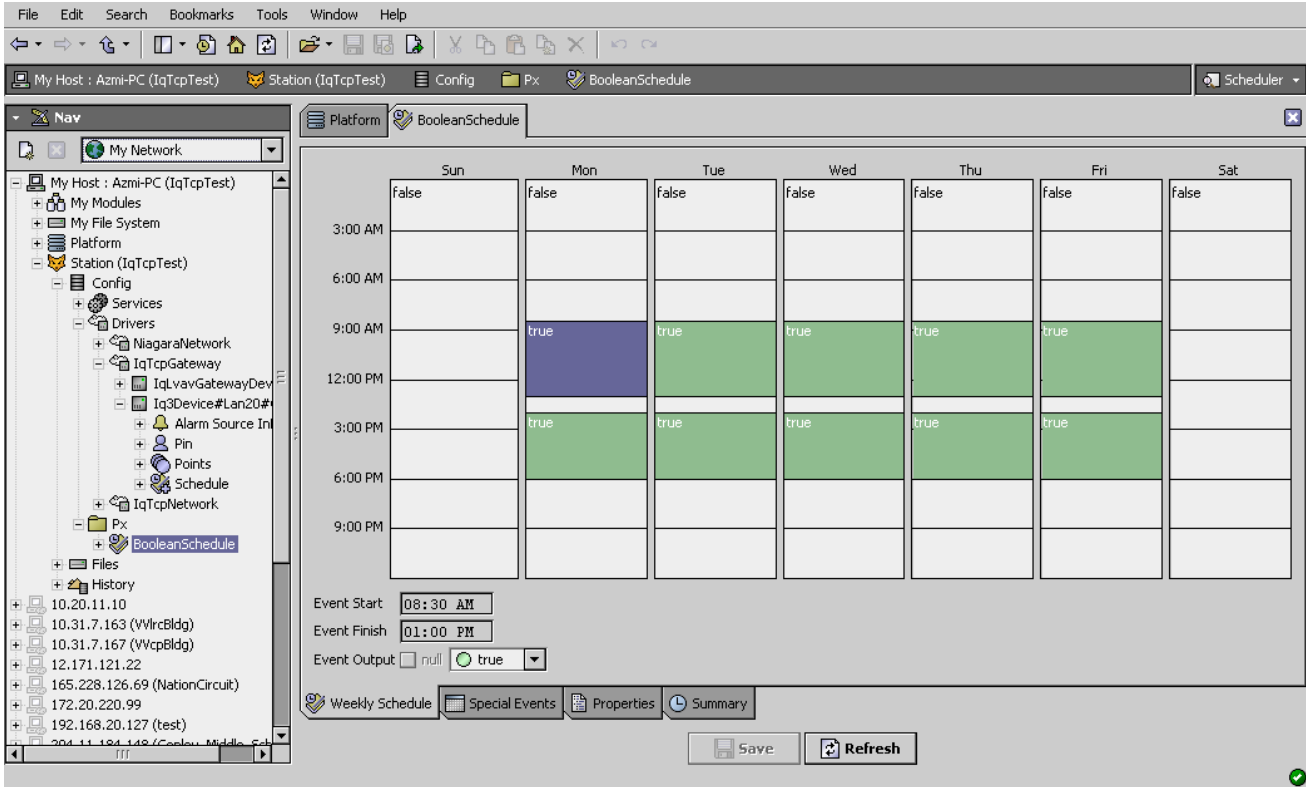 File Edit Search Bookmarks Tools Window Help
My Host : Azmi-PC (IqTcpTest) Station (IqTcpTest) Config Px BooleanSchedule Scheduler
Nav
My Network
My Host : Azmi-PC (IqTcpTest)
My Modules
My File System
Platform
Station (IqTcpTest)
Config
Services
Drivers
NiagaraNetwork
IqTcpGateway
IqLvavGatewayDev
Iq3Device#Lan20#
Alarm Source In
Pin
Points
Schedule
IqTcpNetwork
Px
BooleanSchedule
Files
History
10.20.11.10
10.31.7.163 (VVlrcBldg)
10.31.7.167 (VVcpBldg)
12.171.121.22
165.228.126.69 (NationCircuit)
172.20.220.99
192.168.20.127 (test)
Platform BooleanSchedule
Sun Mon Tue Wed Thu Fri Sat
false false false false false false false
3:00 AM
6:00 AM
9:00 AM true true true true true
12:00 PM
3:00 PM true true true true true
6:00 PM
9:00 PM
Event Start 08:30 AM
Event Finish 01:00 PM
Event Output null true
Weekly Schedule Special Events Properties Summary
Save Refresh